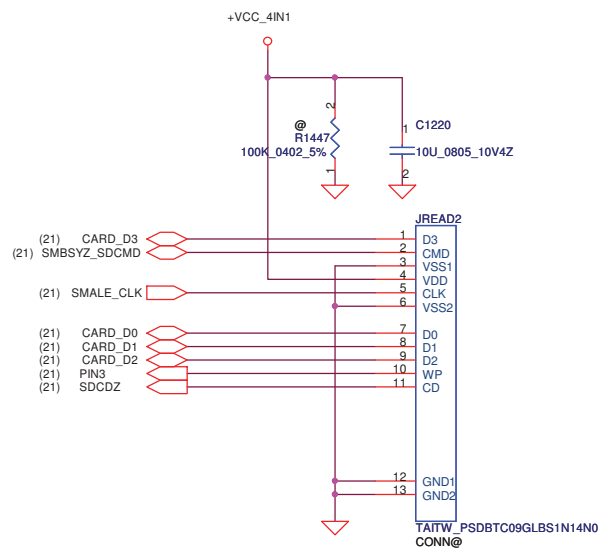 +VCC_4IN1
2
@
R1447
100K_0402_5%
1
1
C1220
10U_0805_10V4Z
2
JREAD2
(21) CARD_D3 1 D3
(21) SMBSYZ_SDCMD 2 CMD
3 VSS1
4 VDD
(21) SMALE_CLK 5 CLK
6 VSS2
(21) CARD_D0 7 D0
(21) CARD_D1 8 D1
(21) CARD_D2 9 D2
(21) PIN3 10 WP
(21) SDCDZ 11 CD
12 GND1
13 GND2
TAITW_PSDBTC09GLBS1N14N0
CONN@